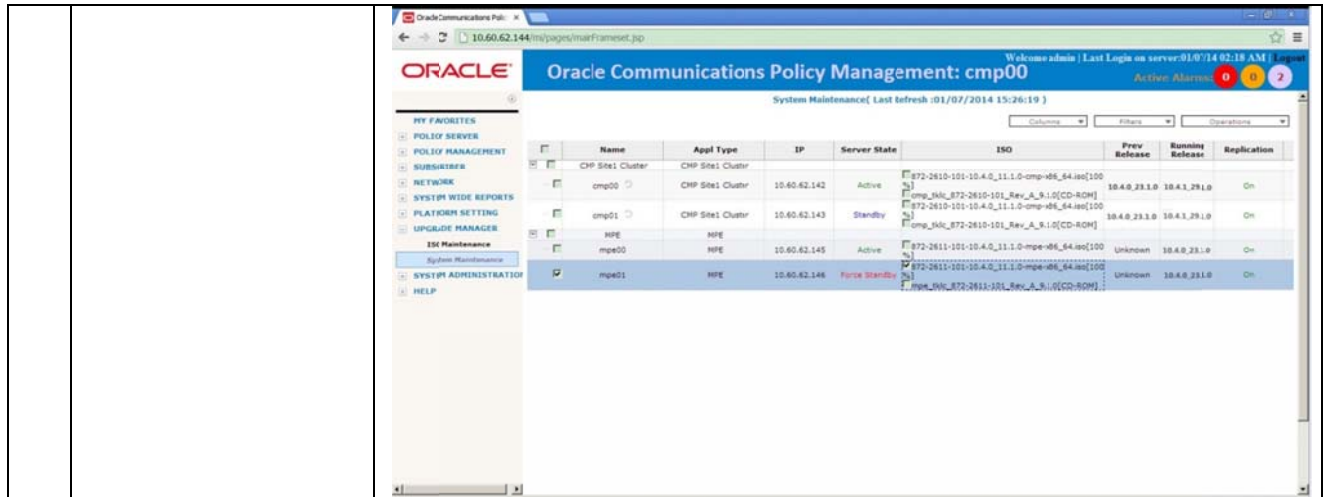 Oracle Communications Polic ×
10.60.62.144/mi/pages/mainFrameset.jsp
ORACLE
Oracle Communications Policy Management: cmp00
Welcome admin | Last Login on server:01/07/14 02:18 AM | Logout
Active Alarms: 0 0 2
System Maintenance( Last Refresh :01/07/2014 15:26:19 )
Columns Filters Operations
MY FAVORITES
POLICY SERVER
POLICY MANAGEMENT
SUBSCRIBER
NETWORK
SYSTEM WIDE REPORTS
PLATFORM SETTING
UPGRADE MANAGER
ISO Maintenance
System Maintenance
SYSTEM ADMINISTRATION
HELP
Name Appl Type IP Server State ISO Prev Release Running Release Replication
CMP Site1 Cluster CMP Site1 Cluster
cmp00 CMP Site1 Cluster 10.60.62.142 Active 872-2610-101-10.4.0_11.1.0-cmp-x86_64.iso[100 %] 10.4.0_23.1.0 10.4.1_29.1.0 On
cmp_tklc_872-2610-101_Rev_A_9.1.0[CD-ROM]
cmp01 CMP Site1 Cluster 10.60.62.143 Standby 872-2610-101-10.4.0_11.1.0-cmp-x86_64.iso[100 %] 10.4.0_23.1.0 10.4.1_29.1.0 On
cmp_tklc_872-2610-101_Rev_A_9.1.0[CD-ROM]
MPE MPE
mpe00 MPE 10.60.62.145 Active 872-2611-101-10.4.0_11.1.0-mpe-x86_64.iso[100 %] Unknown 10.4.0_23.1.0 On
mpe01 MPE 10.60.62.146 Force Standby 872-2611-101-10.4.0_11.1.0-mpe-x86_64.iso[100 %] Unknown 10.4.0_23.1.0 On
mpe_tklc_872-2611-101_Rev_A_9.1.0[CD-ROM]